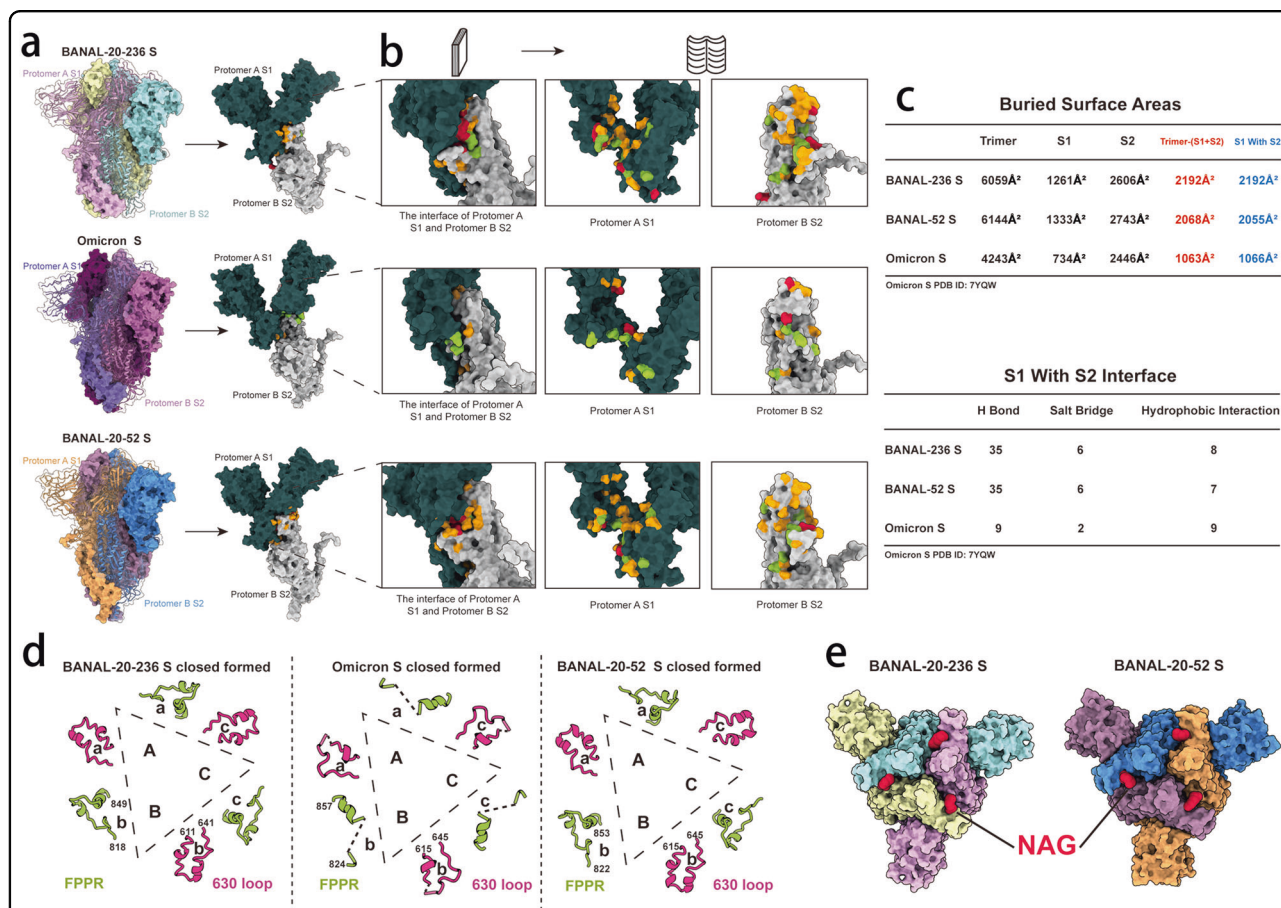 a
BANAL-20-236 S
Protomer A S1
Protomer B S2
Protomer A S1
Protomer B S2
Omicron S
Protomer A S1
Protomer B S2
Protomer A S1
Protomer B S2
BANAL-20-52 S
Protomer A S1
Protomer B S2
Protomer A S1
Protomer B S2
b
The interface of Protomer A
S1 and Protomer B S2
Protomer A S1
Protomer B S2
The interface of Protomer A
S1 and Protomer B S2
Protomer A S1
Protomer B S2
The interface of Protomer A
S1 and Protomer B S2
Protomer A S1
Protomer B S2
c
Buried Surface Areas
Trimer S1 S2 Trimer-(S1+S2) S1 With S2
BANAL-236 S 6059Å² 1261Å² 2606Å² 2192Å² 2192Å²
BANAL-52 S 6144Å² 1333Å² 2743Å² 2068Å² 2055Å²
Omicron S 4243Å² 734Å² 2446Å² 1063Å² 1066Å²
Omicron S PDB ID: 7YQW
S1 With S2 Interface
H Bond Salt Bridge Hydrophobic Interaction
BANAL-236 S 35 6 8
BANAL-52 S 35 6 7
Omicron S 9 2 9
Omicron S PDB ID: 7YQW
d
BANAL-20-236 S closed formed
a
c
a
A
C
B
849
b
818
c
641
611
b
FPPR
630 loop
Omicron S closed formed
a
c
a
A
C
B
857
b
824
c
645
615
b
FPPR
630 loop
BANAL-20-52 S closed formed
a
c
a
A
C
B
853
b
822
c
645
615
b
FPPR
630 loop
e
BANAL-20-236 S
BANAL-20-52 S
NAG